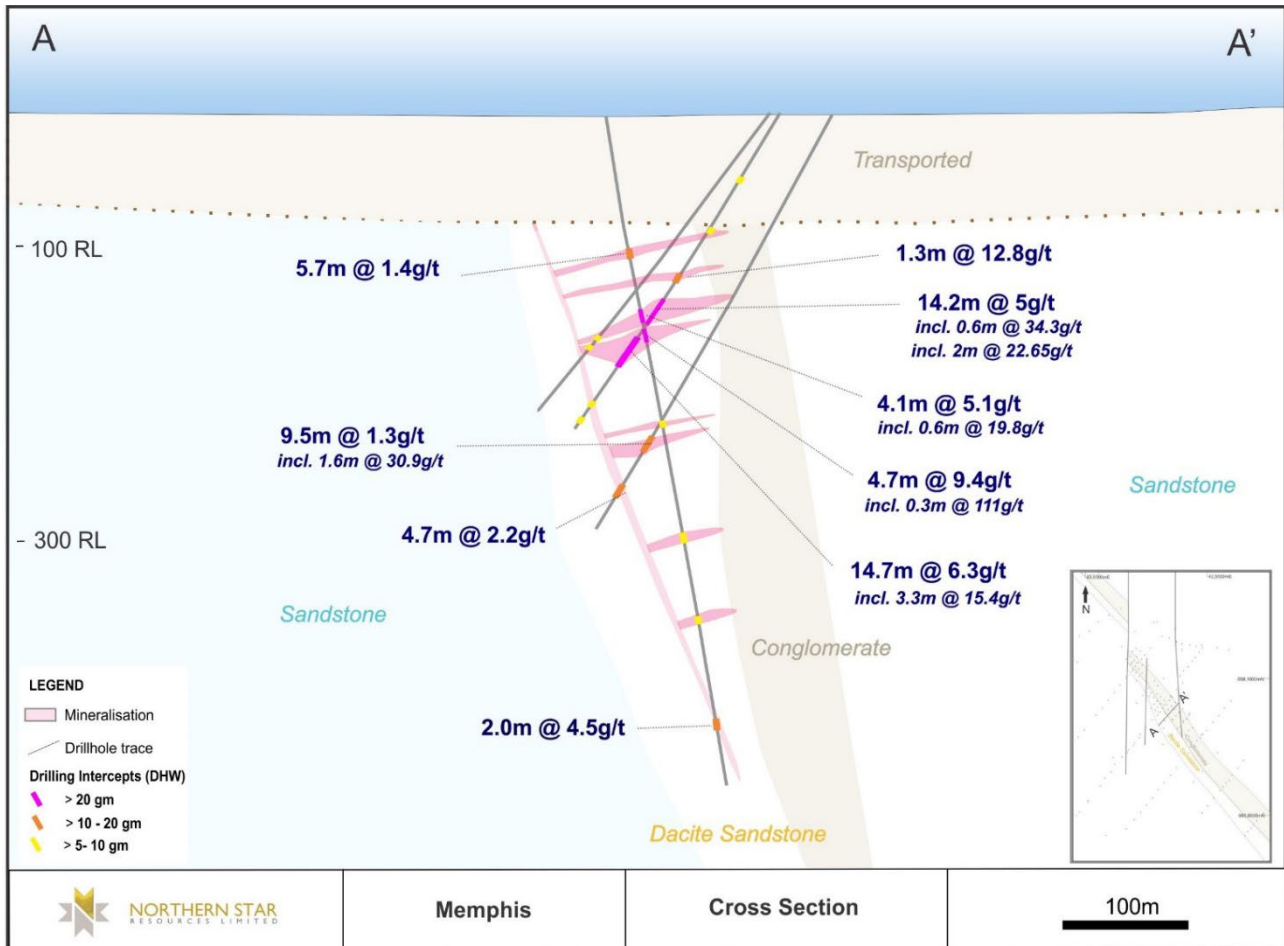 A
A'
Transported
100 RL
5.7m @ 1.4g/t
1.3m @ 12.8g/t
14.2m @ 5g/t
incl. 0.6m @ 34.3g/t
incl. 2m @ 22.65g/t
4.1m @ 5.1g/t
incl. 0.6m @ 19.8g/t
9.5m @ 1.3g/t
incl. 1.6m @ 30.9g/t
4.7m @ 9.4g/t
incl. 0.3m @ 111g/t
Sandstone
4.7m @ 2.2g/t
300 RL
14.7m @ 6.3g/t
incl. 3.3m @ 15.4g/t
Sandstone
Conglomerate
N
A
A'
Conglomerate
Dacite Sandstone
LEGEND
Mineralisation
Drillhole trace
Drilling Intercepts (DHW)
> 20 gm
> 10 - 20 gm
> 5- 10 gm
2.0m @ 4.5g/t
Dacite Sandstone
NORTHERN STAR
RESOURCES LIMITED
Memphis
Cross Section
100m